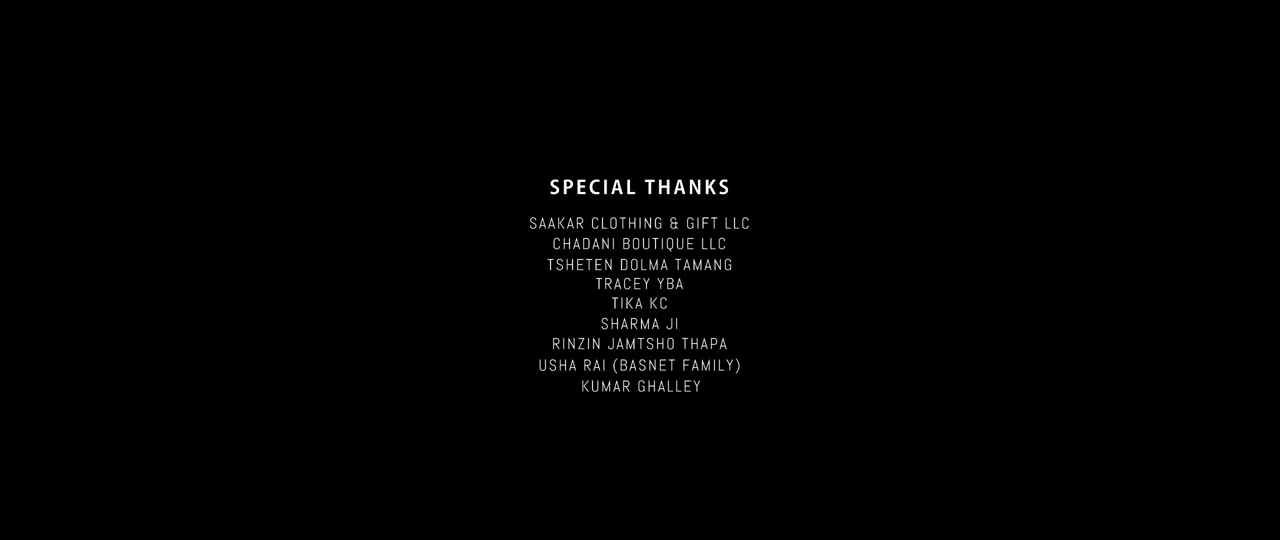 SPECIAL THANKS
SAAKAR CLOTHING & GIFT LLC
CHADANI BOUTIQUE LLC
TSHETEN DOLMA TAMANG
TRACEY YBA
TIKA KC
SHARMA JI
RINZIN JAMTSHO THAPA
USHA RAI (BASNET FAMILY)
KUMAR GHALLEY